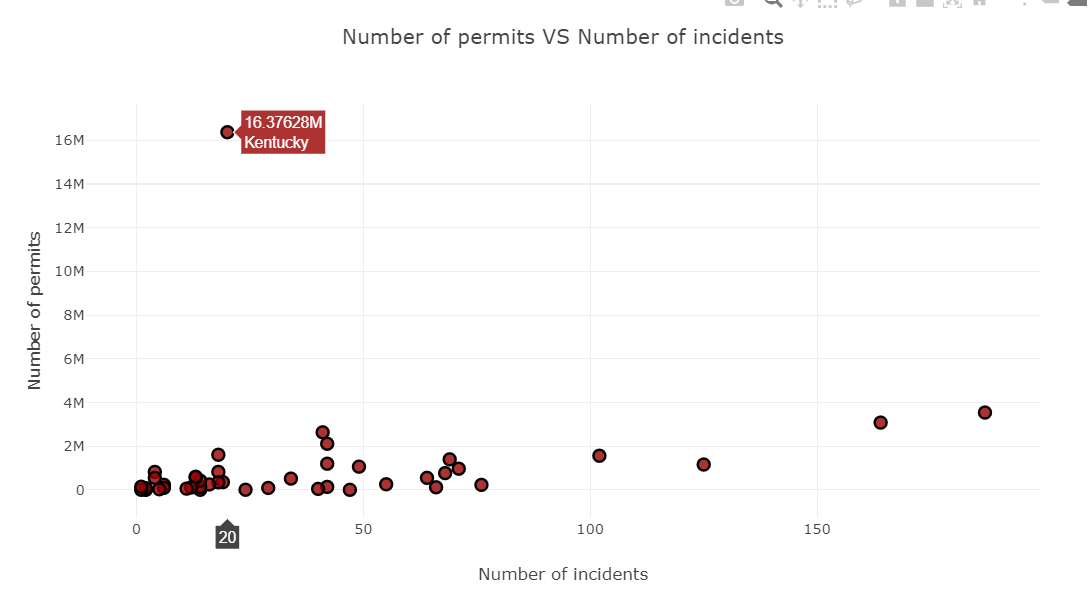 Number of permits VS Number of incidents
16.37628M
Kentucky
16M
14M
12M
10M
8M
6M
4M
2M
0
Number of permits
0
50
100
150
20
Number of incidents